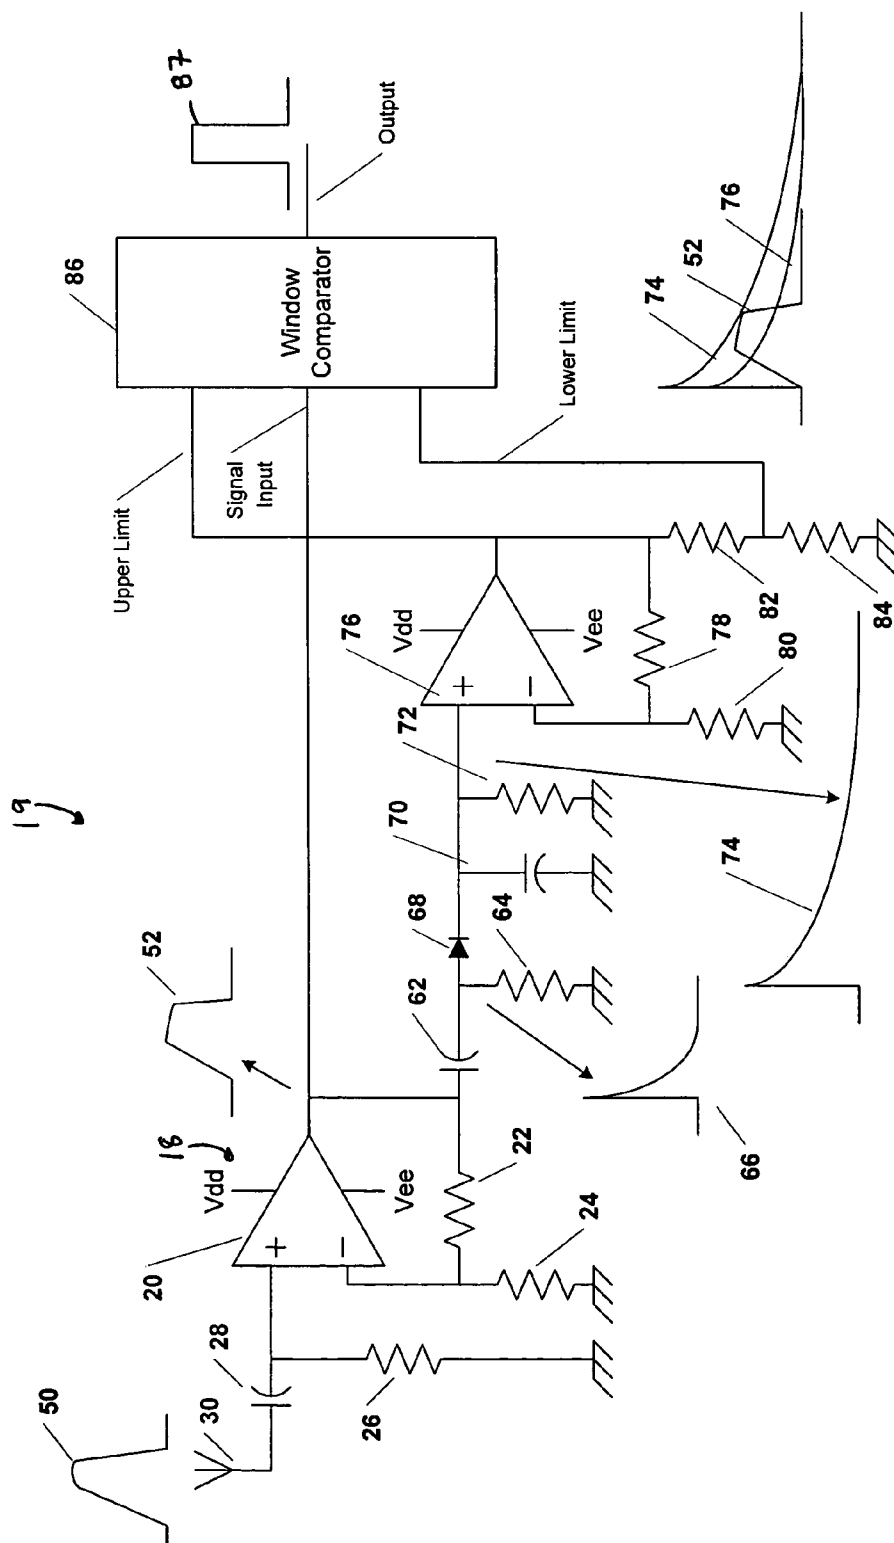 19
50
30
28
26
20
Vdd
18
Vee
22
24
52
62
66
64
68
70
72
74
76
Vdd
Vee
78
80
82
84
Upper Limit
Signal
Input
Lower Limit
86
Window
Comparator
87
Output
74
52
76